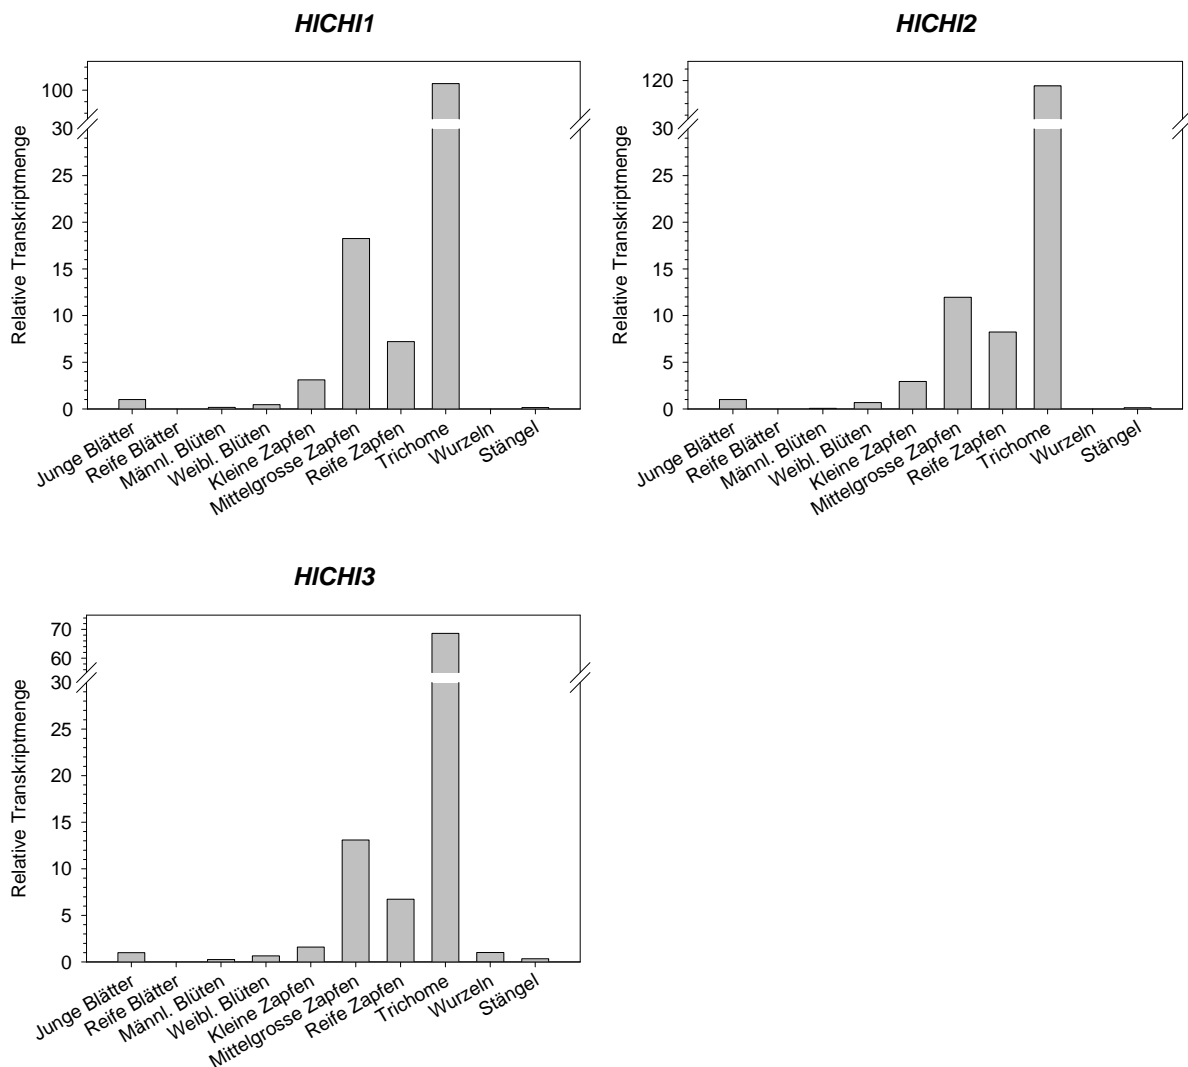 HICHI1
Relative Transkriptmenge
100
30
25
20
15
10
5
0
Junge Blätter
Reife Blätter
Männl. Blüten
Weibl. Blüten
Kleine Zapfen
Mittelgrosse Zapfen
Reife Zapfen
Trichome
Wurzeln
Stängel
HICHI2
Relative Transkriptmenge
120
30
25
20
15
10
5
0
Junge Blätter
Reife Blätter
Männl. Blüten
Weibl. Blüten
Kleine Zapfen
Mittelgrosse Zapfen
Reife Zapfen
Trichome
Wurzeln
Stängel
HICHI3
Relative Transkriptmenge
70
60
30
25
20
15
10
5
0
Junge Blätter
Reife Blätter
Männl. Blüten
Weibl. Blüten
Kleine Zapfen
Mittelgrosse Zapfen
Reife Zapfen
Trichome
Wurzeln
Stängel